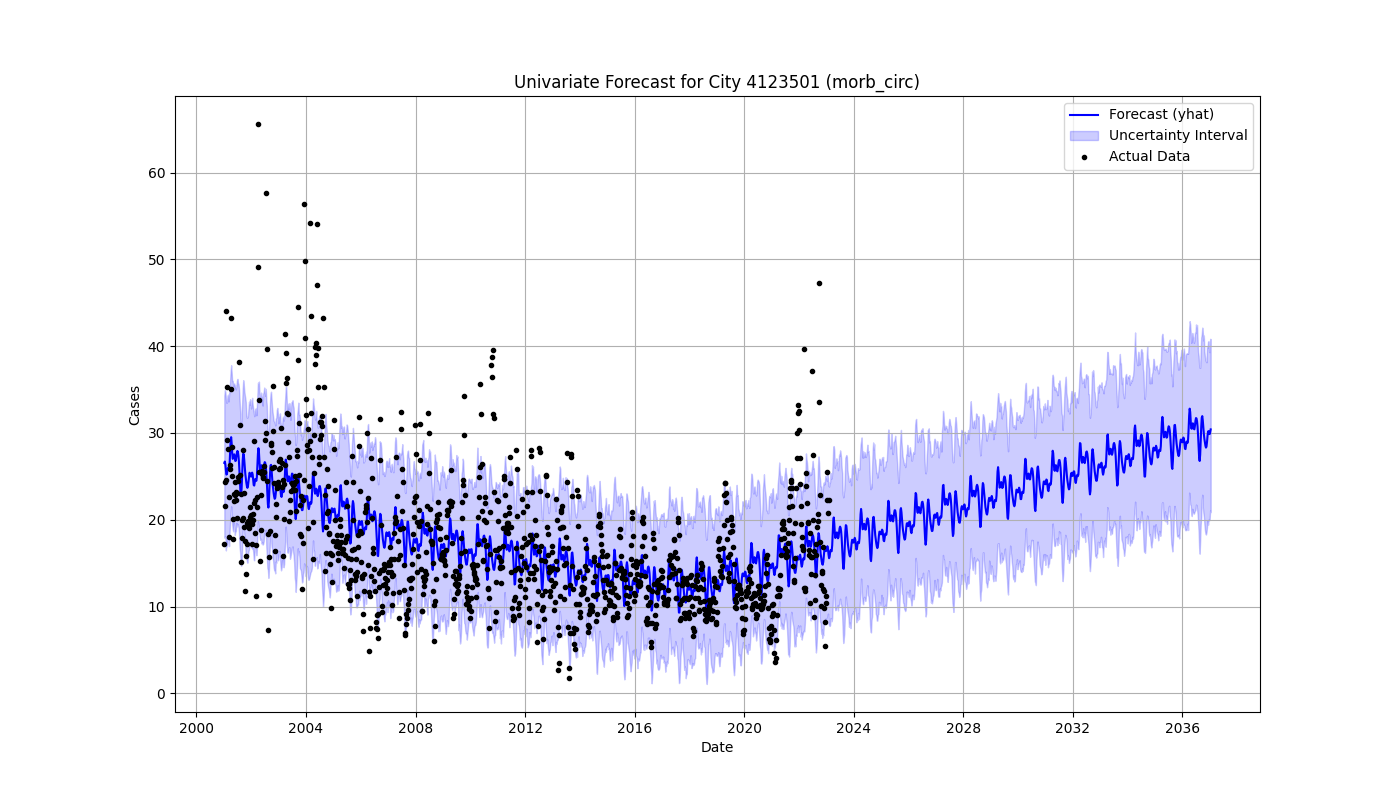 Univariate Forecast for City 4123501 (morb_circ)
Forecast (yhat)
Uncertainty Interval
Actual Data
Cases
60
50
40
30
20
10
0
2000 2004 2008 2012 2016 2020 2024 2028 2032 2036
Date